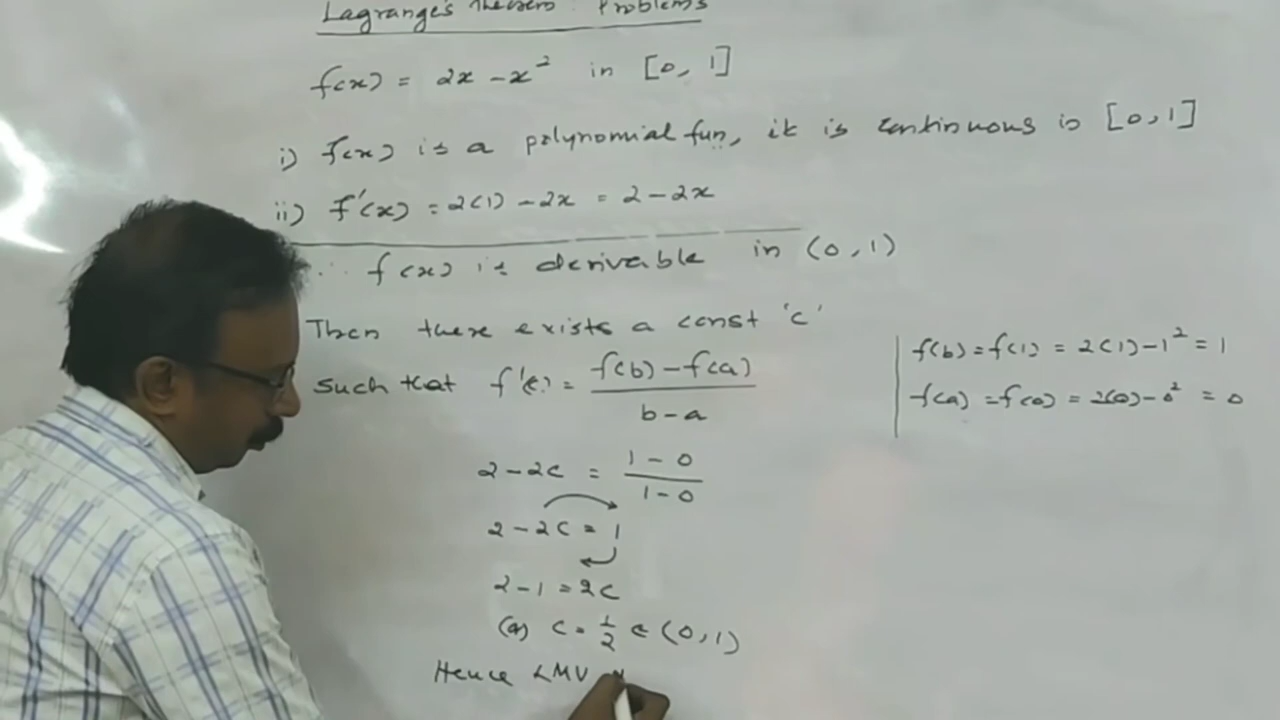 Lagrange's Theorem: Problems
f(x) = 2x - x² in [0, 1]
i) f(x) is a polynomial fun, it is continuous in [0,1]
ii) f'(x) = 2(1) - 2x = 2 - 2x
∴ f(x) is derivable in (0,1)
Then there exists a const 'c'
such that f'(c) = f(b) - f(a) / b - a
f(b) = f(1) = 2(1) - 1² = 1
f(a) = f(0) = 2(0) - 0² = 0
2 - 2c = 1 - 0 / 1 - 0
2 - 2c = 1
2 - 1 = 2c
(or) c = 1/2 ∈ (0,1)
Hence LMV